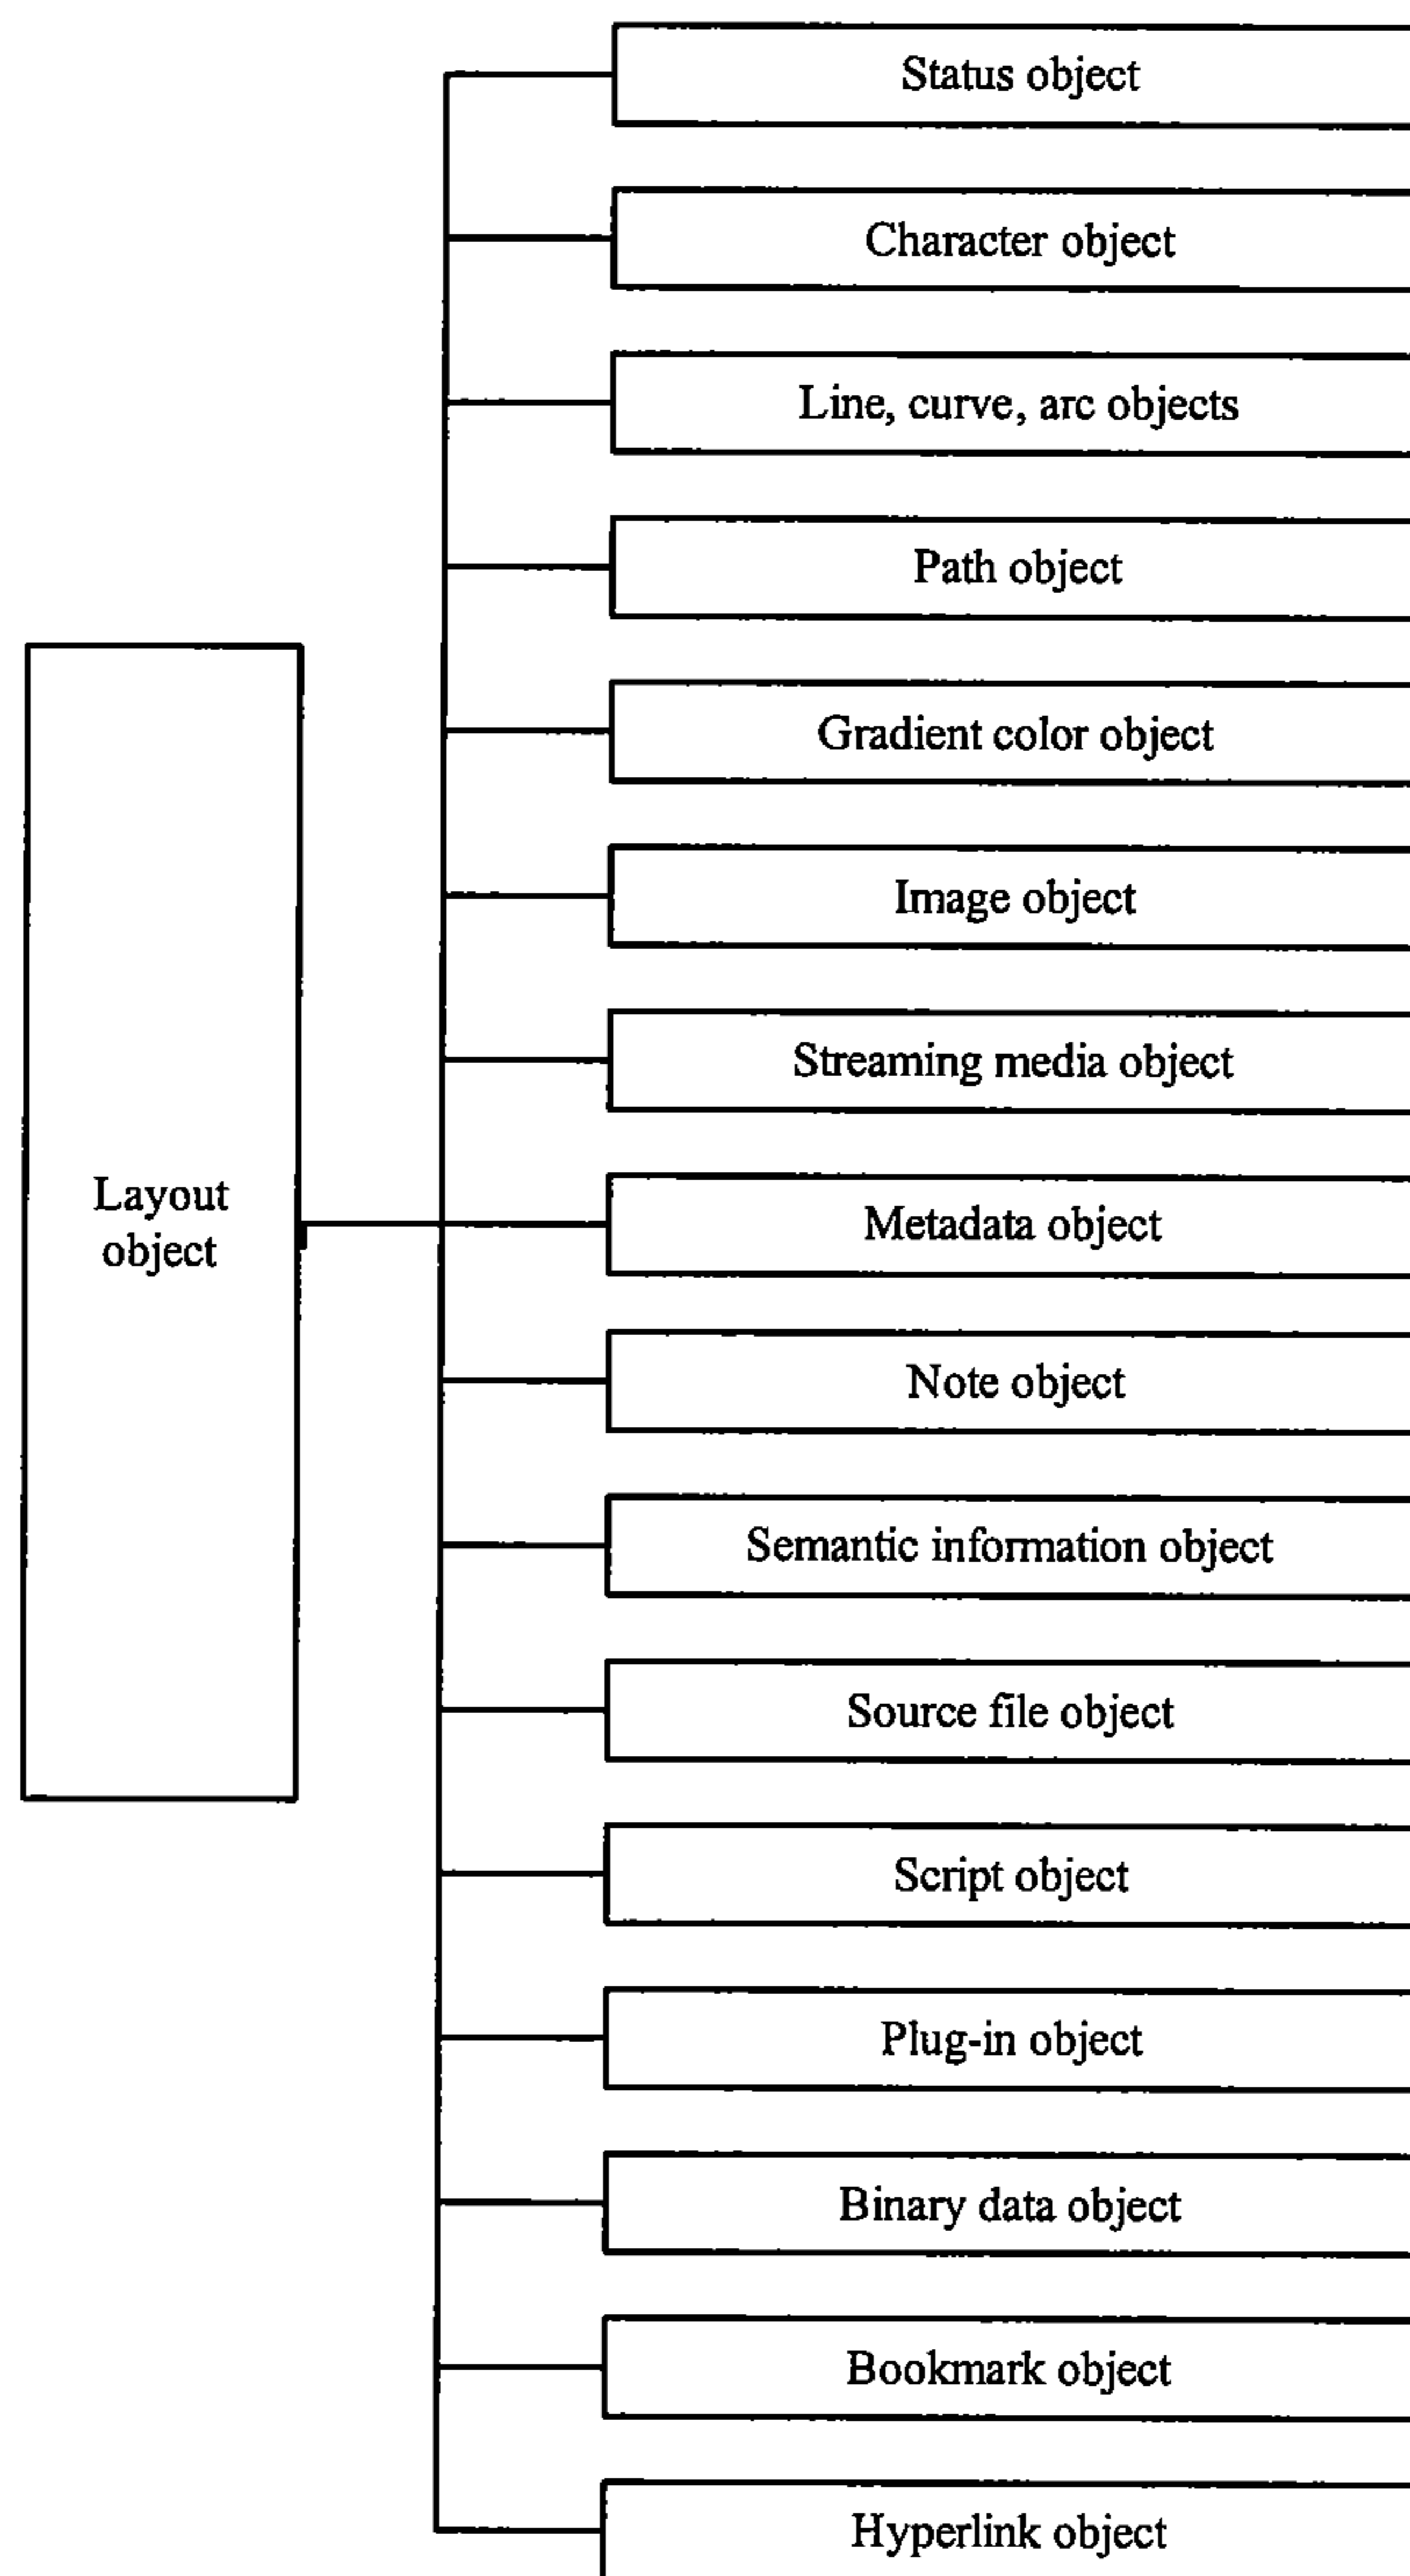 Status object
Character object
Line, curve, arc objects
Path object
Gradient color object
Image object
Streaming media object
Layout
object
Metadata object
Note object
Semantic information object
Source file object
Script object
Plug-in object
Binary data object
Bookmark object
Hyperlink object